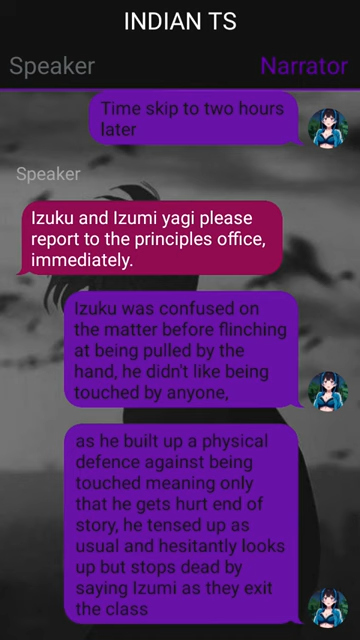 INDIAN TS
Speaker
Narrator
Time skip to two hours
later
Speaker
Izuku and Izumi yagi please
report to the principles office,
immediately.
Izuku was confused on
the matter before flinching
at being pulled by the
hand, he didn't like being
touched by anyone,
as he built up a physical
defence against being
touched meaning only
that he gets hurt end of
story, he tensed up as
usual and hesitantly looks
up but stops dead by
saying Izumi as they exit
the class